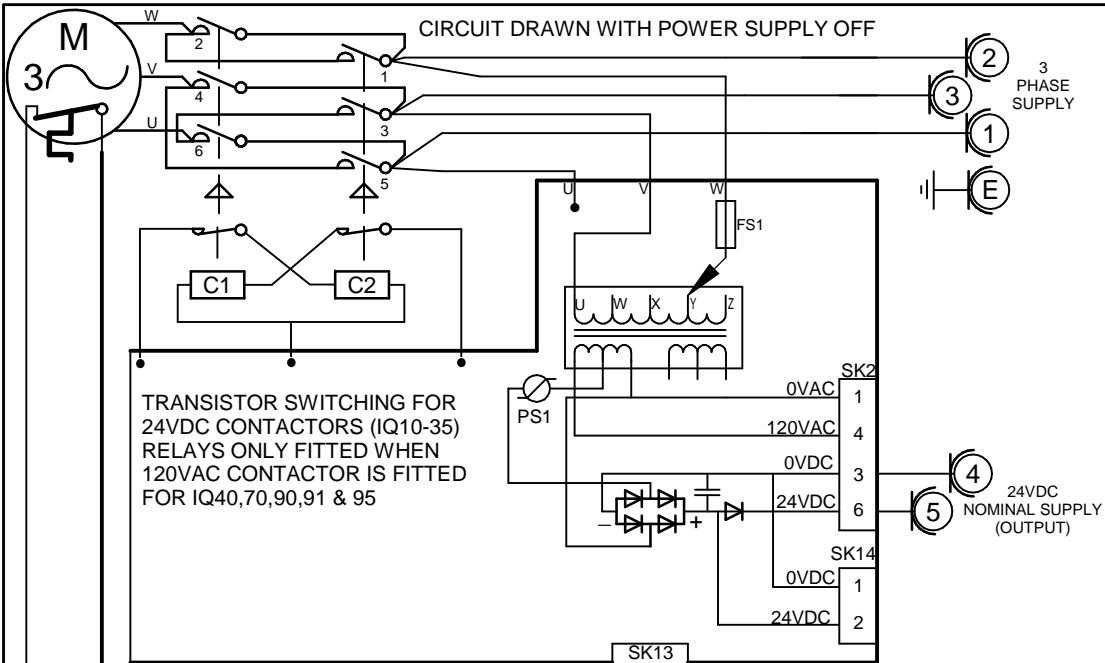 CIRCUIT DRAWN WITH POWER SUPPLY OFF
M
3
W
V
U
2
1
4
3
6
5
2
3
1
E
3
PHASE
SUPPLY
U
V
W
FS1
C1
C2
U
W
X
Y
Z
TRANSISTOR SWITCHING FOR
24VDC CONTACTORS (IQ10-35)
RELAYS ONLY FITTED WHEN
120VAC CONTACTOR IS FITTED
FOR IQ40,70,90,91 & 95
PS1
SK2
0VAC
1
120VAC
4
0VDC
3
24VDC
6
4
5
24VDC
NOMINAL SUPPLY
(OUTPUT)
–
+
SK14
0VDC
1
24VDC
2
SK13